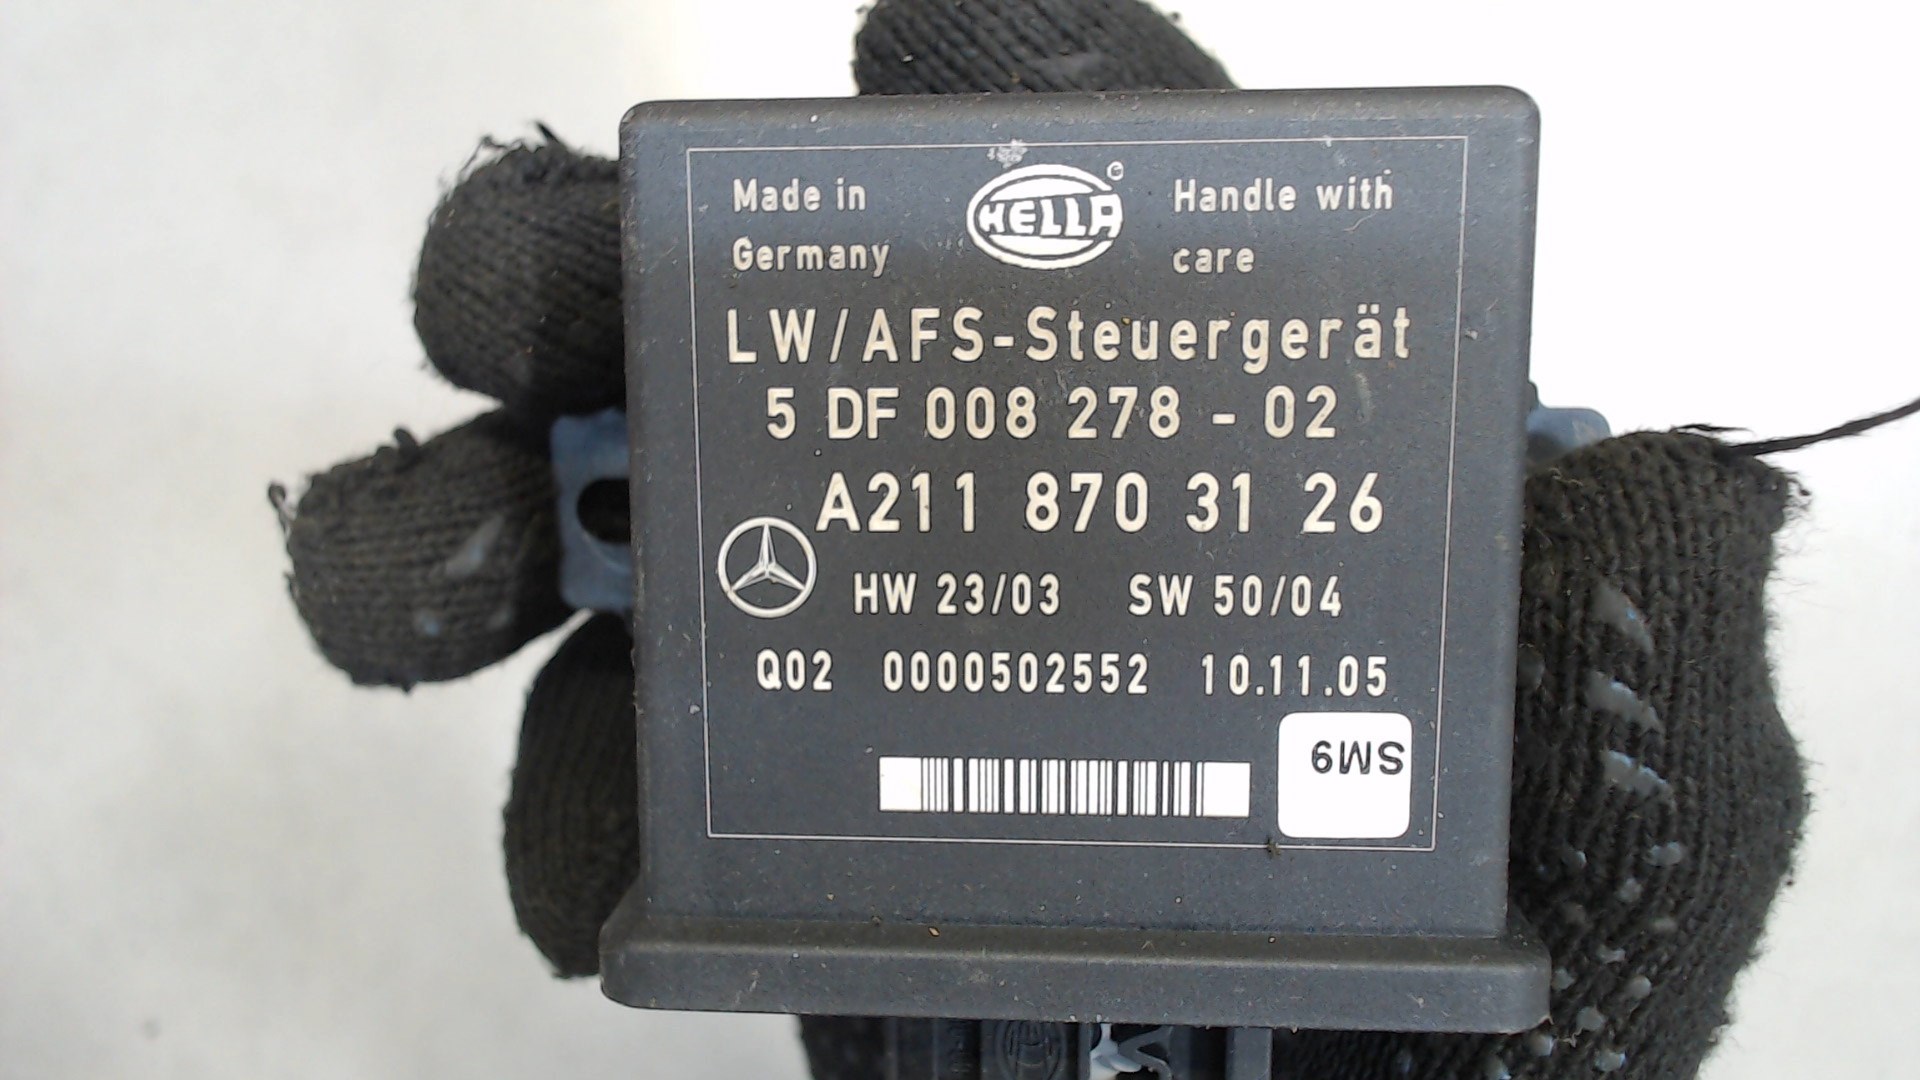 Made in
Germany
HELLA
Handle with
care
LW/AFS-Steuergerät
5 DF 008 278 - 02
A211 870 31 26
HW 23/03 SW 50/04
Q02 0000502552 10.11.05
SM9